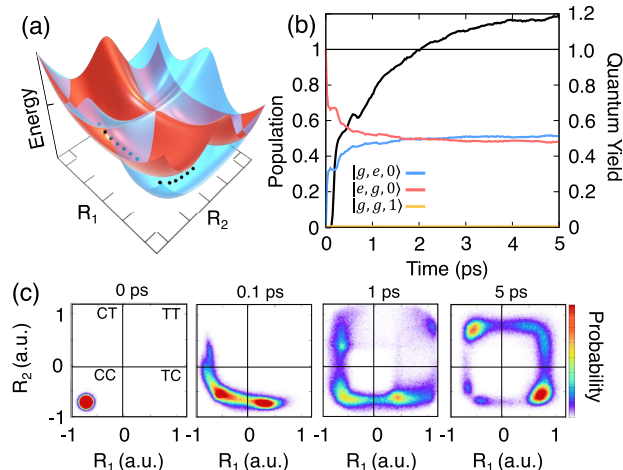 (a)
Energy
R1
R2
(b)
1
0.8
0.6
0.4
0.2
0
Population
1.2
1.0
0.8
0.6
0.4
0.2
0
Quantum Yield
|g, e, 0⟩
|e, g, 0⟩
|g, g, 1⟩
0 1 2 3 4 5
Time (ps)
(c)
0 ps 0.1 ps 1 ps 5 ps
CT TT
CC TC
1
0
-1
R2 (a.u.)
-1 0 1 -1 0 1 -1 0 1 -1 0 1
R1 (a.u.) R1 (a.u.) R1 (a.u.) R1 (a.u.)
Probability